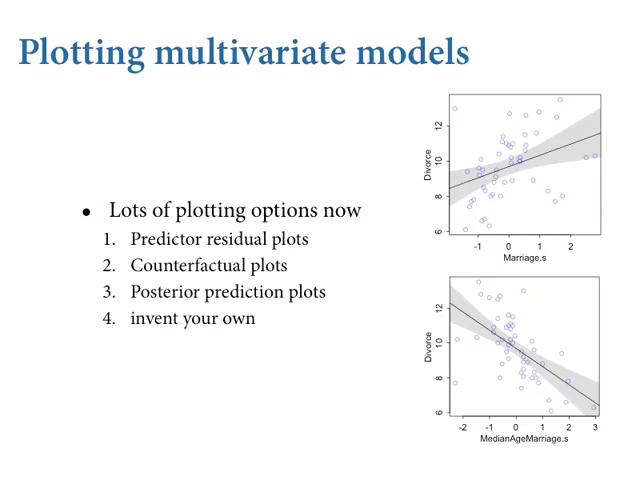 Plotting multivariate models
• Lots of plotting options now
1. Predictor residual plots
2. Counterfactual plots
3. Posterior prediction plots
4. invent your own
Divorce
6 8 10 12
-1 0 1 2
Marriage.s
Divorce
6 8 10 12
-2 -1 0 1 2 3
MedianAgeMarriage.s